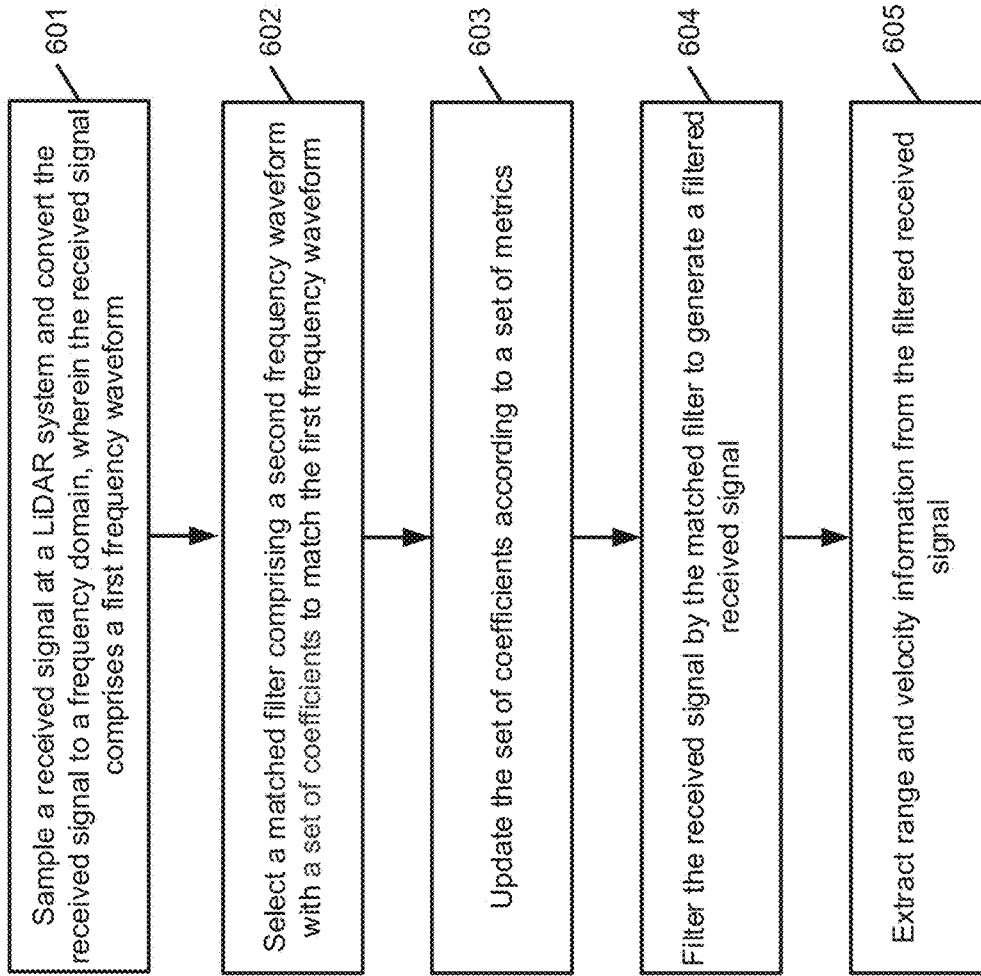 Sample a received signal at a LiDAR system and convert the
received signal to a frequency domain, wherein the received signal
comprises a first frequency waveform
601
Select a matched filter comprising a second frequency waveform
with a set of coefficients to match the first frequency waveform
602
Update the set of coefficients according to a set of metrics
603
Filter the received signal by the matched filter to generate a filtered
received signal
604
Extract range and velocity information from the filtered received
signal
605